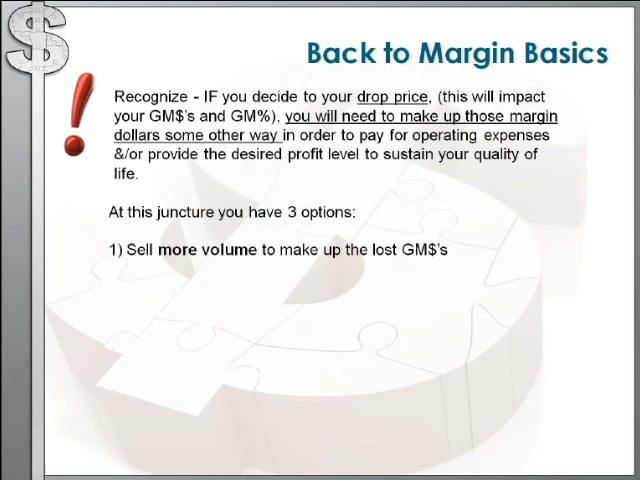 Back to Margin Basics
Recognize - IF you decide to your drop price, (this will impact
your GM$'s and GM%), you will need to make up those margin
dollars some other way in order to pay for operating expenses
&/or provide the desired profit level to sustain your quality of
life.
At this juncture you have 3 options:
1) Sell more volume to make up the lost GM$'s